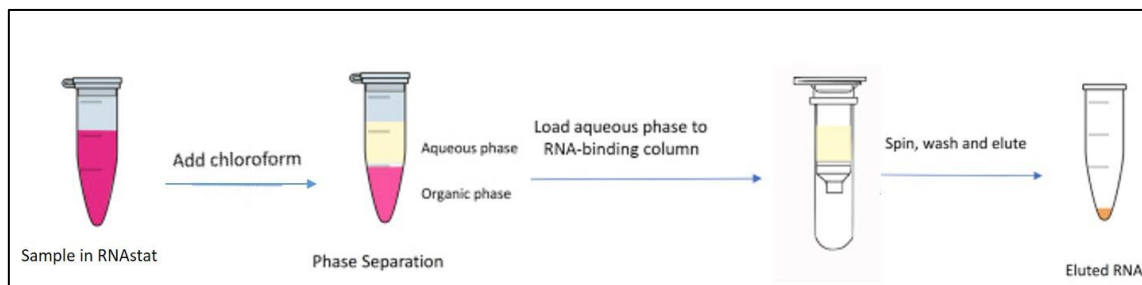 Sample in RNAstat
Add chloroform
Phase Separation
Aqueous phase
Organic phase
Load aqueous phase to
RNA-binding column
Spin, wash and elute
Eluted RNA